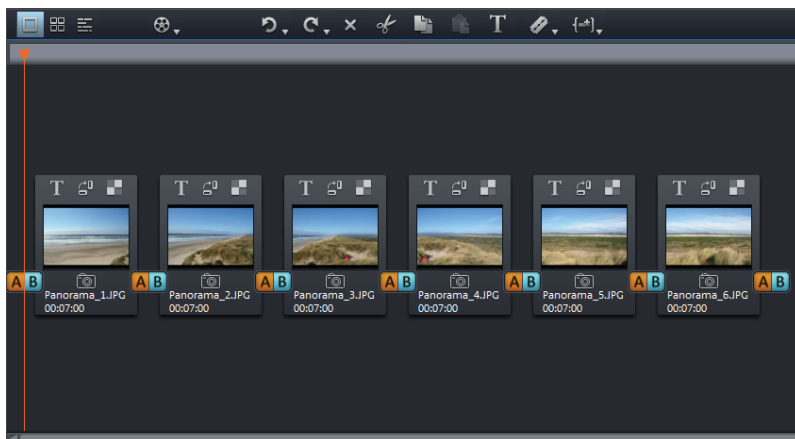 T
T T T T T T
A B A B A B A B A B A B A B
Panorama_1.JPG Panorama_2.JPG Panorama_3.JPG Panorama_4.JPG Panorama_5.JPG Panorama_6.JPG
00:07:00 00:07:00 00:07:00 00:07:00 00:07:00 00:07:00